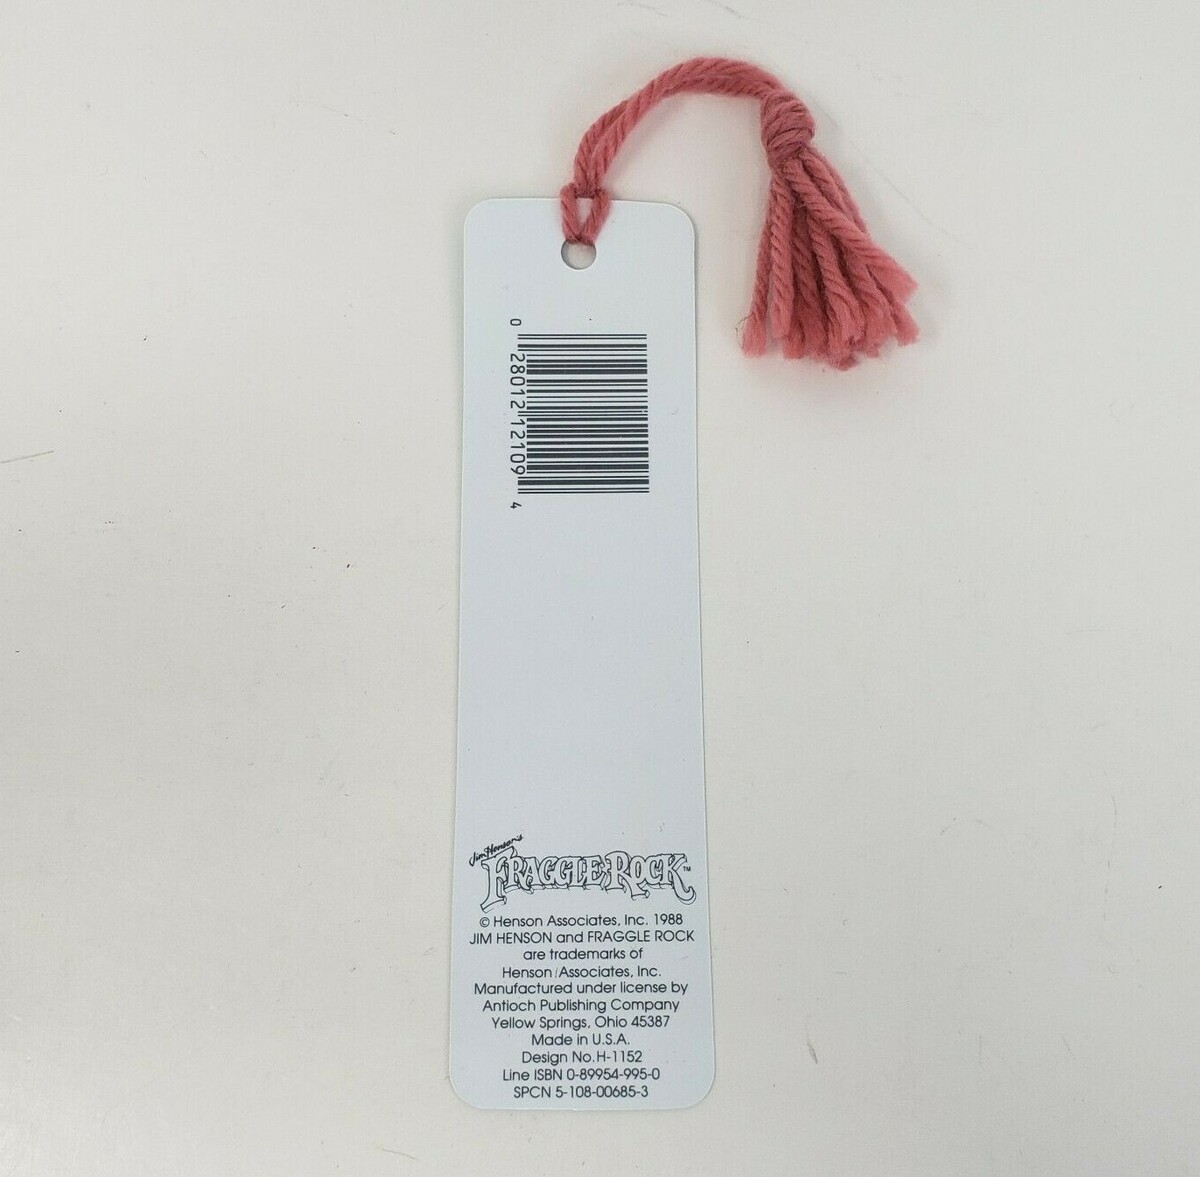 0 28012 12109 4
Jim Henson's
FRAGGLE ROCK™
© Henson Associates, Inc. 1988
JIM HENSON and FRAGGLE ROCK
are trademarks of
Henson Associates, Inc.
Manufactured under license by
Antioch Publishing Company
Yellow Springs, Ohio 45387
Made in U.S.A.
Design No.H-1152
Line ISBN 0-89954-995-0
SPCN 5-108-00685-3